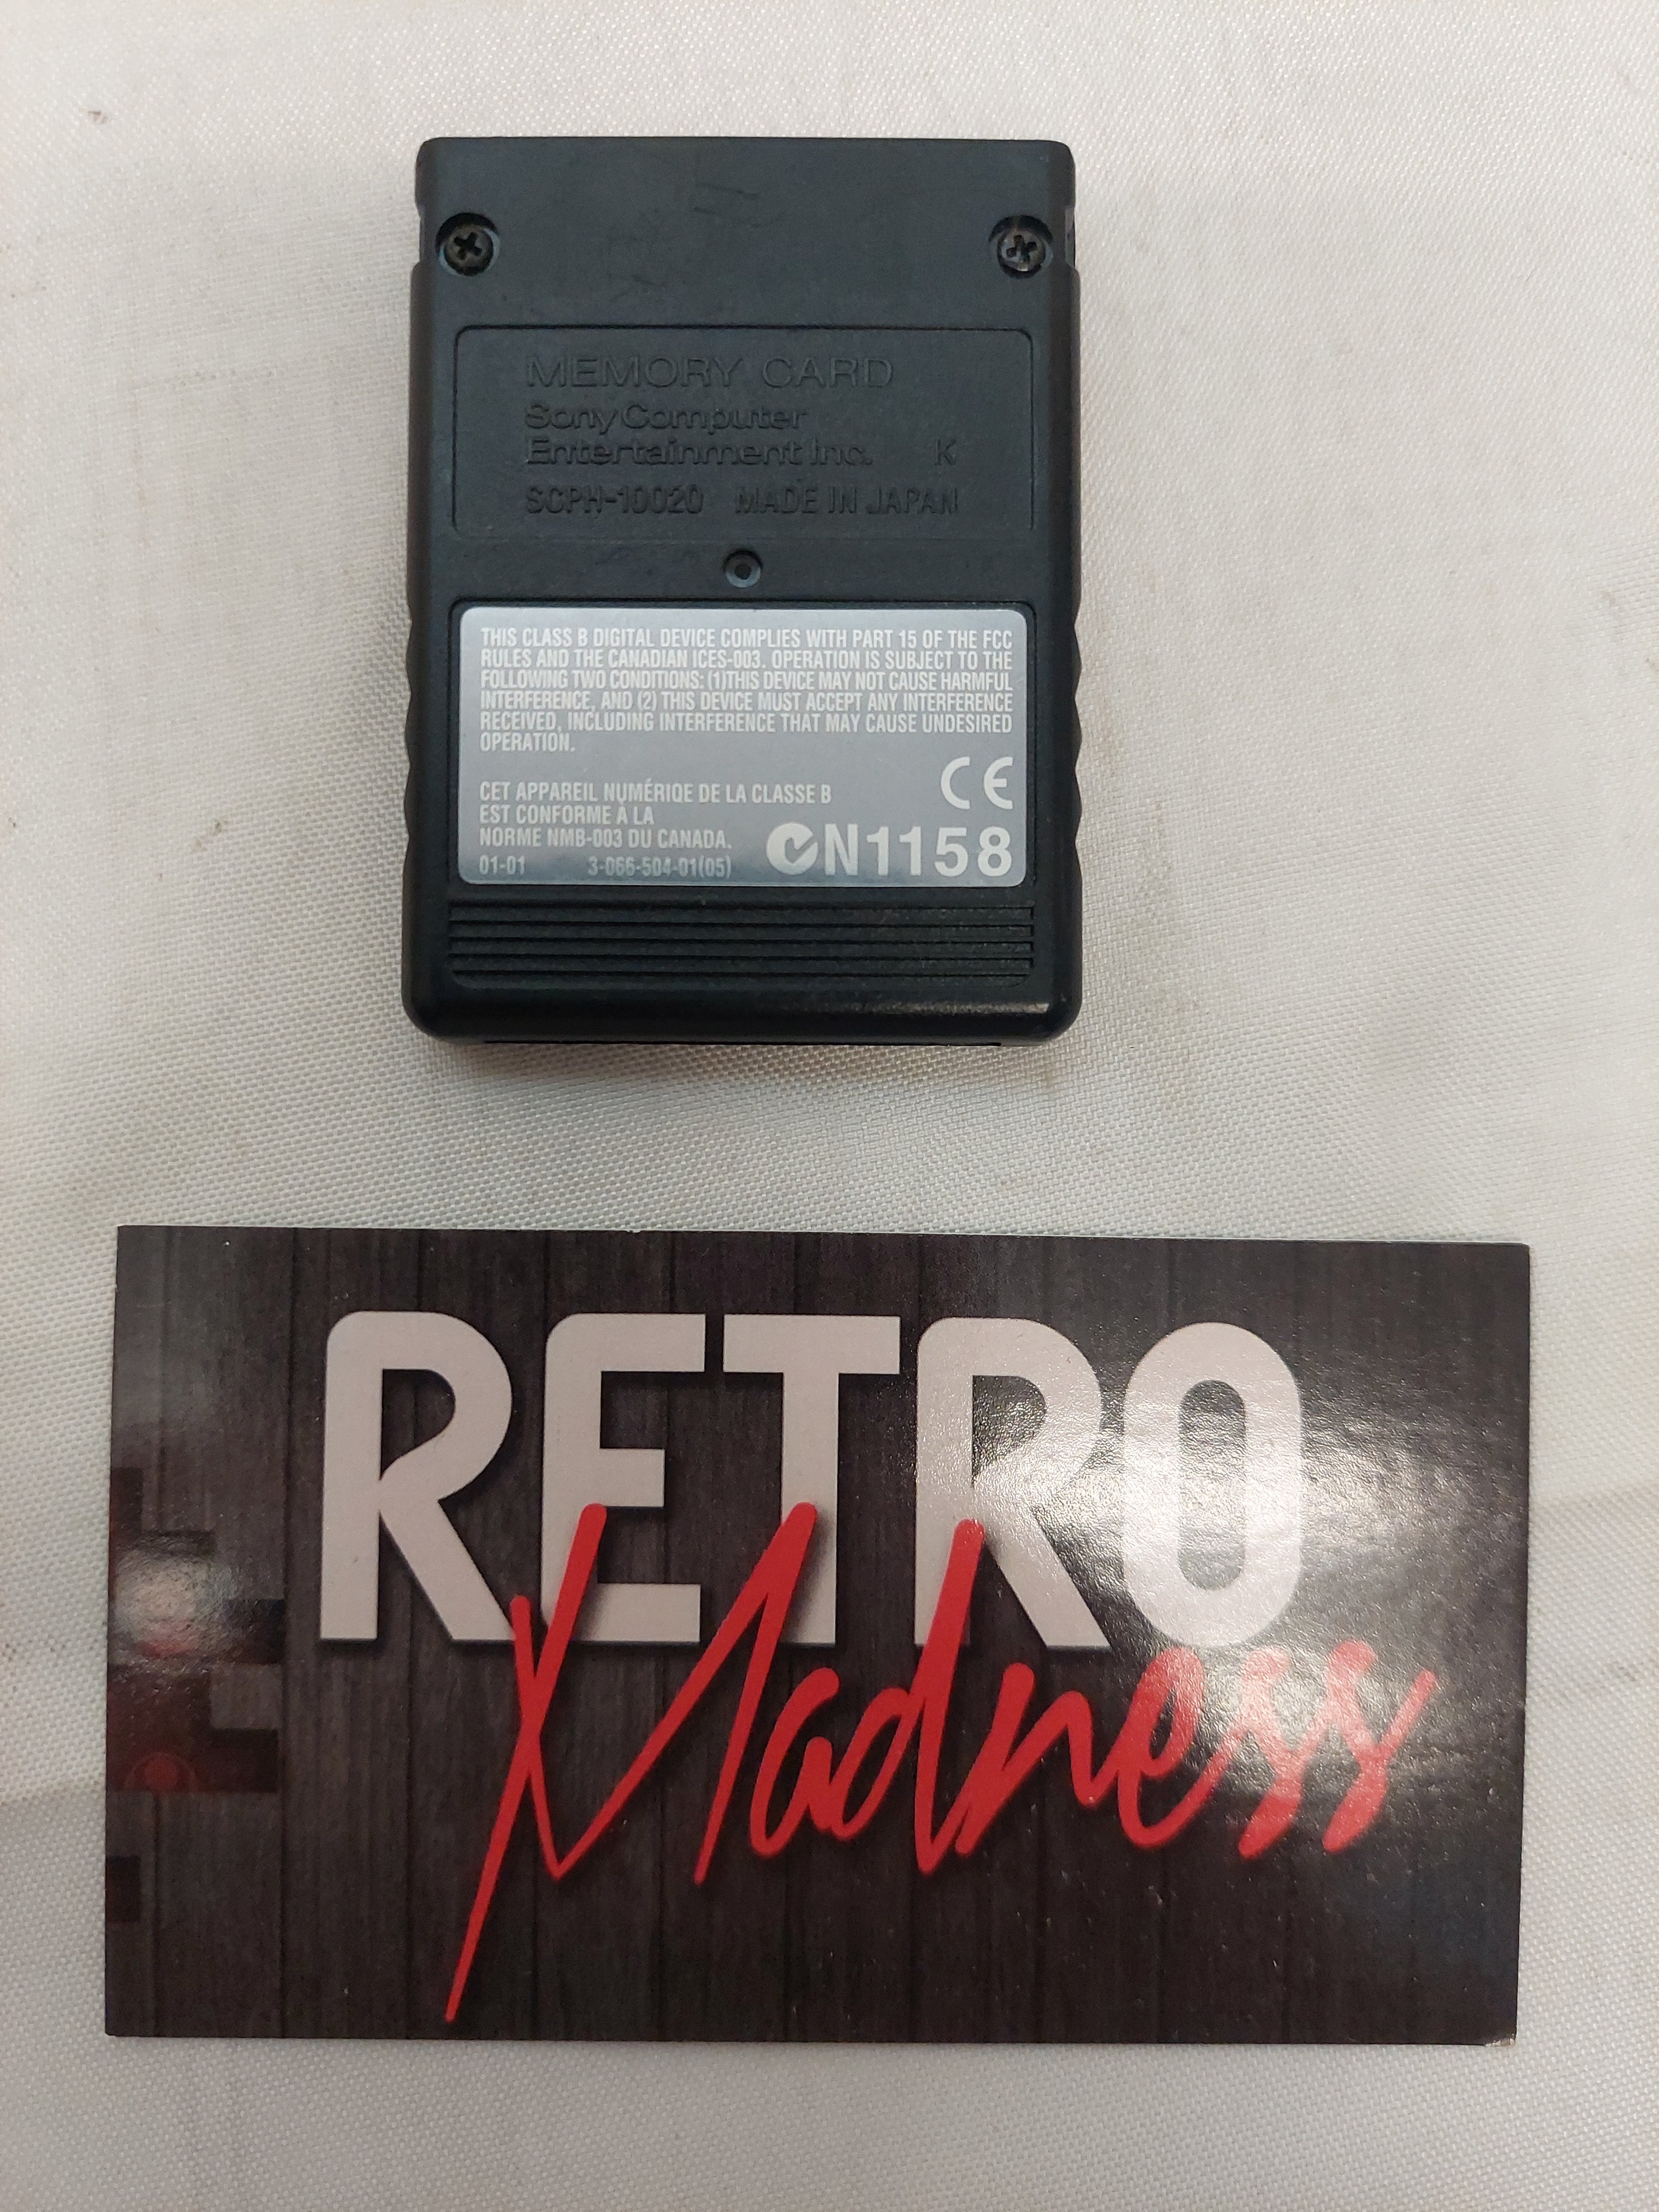 MEMORY CARD
Sony Computer
Entertainment Inc. K
SCPH-10020 MADE IN JAPAN
THIS CLASS B DIGITAL DEVICE COMPLIES WITH PART 15 OF THE FCC
RULES AND THE CANADIAN ICES-003. OPERATION IS SUBJECT TO THE
FOLLOWING TWO CONDITIONS: (1)THIS DEVICE MAY NOT CAUSE HARMFUL
INTERFERENCE, AND (2) THIS DEVICE MUST ACCEPT ANY INTERFERENCE
RECEIVED, INCLUDING INTERFERENCE THAT MAY CAUSE UNDESIRED
OPERATION.
CE
CET APPAREIL NUMÉRIQE DE LA CLASSE B
EST CONFORME À LA
NORME NMB-003 DU CANADA.
N1158
01-01 3-066-504-01(05)
RETRO
Madness